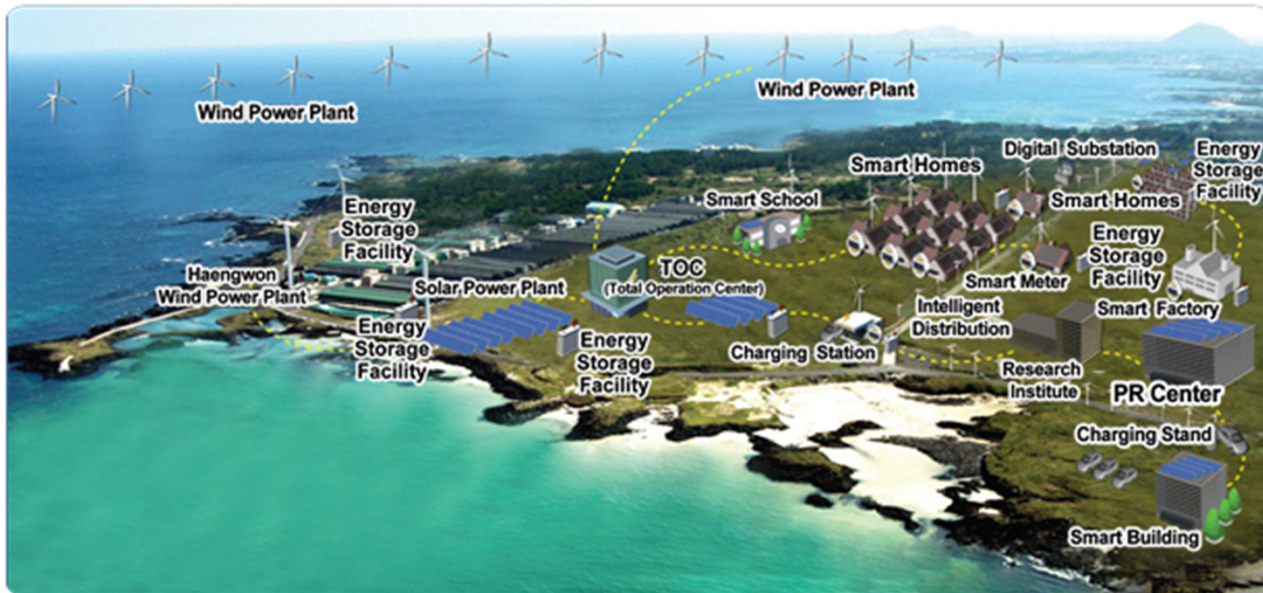 Wind Power Plant
Wind Power Plant
Digital Substation
Energy
Storage
Facility
Smart Homes
Smart School
Smart Homes
Energy
Storage
Facility
Energy
Storage
Facility
Haengwon
Wind Power Plant
Solar Power Plant
TOC
(Total Operation Center)
Smart Meter
Intelligent
Distribution
Smart Factory
Energy
Storage
Facility
Energy
Storage
Facility
Charging Station
Research
Institute
PR Center
Charging Stand
Smart Building